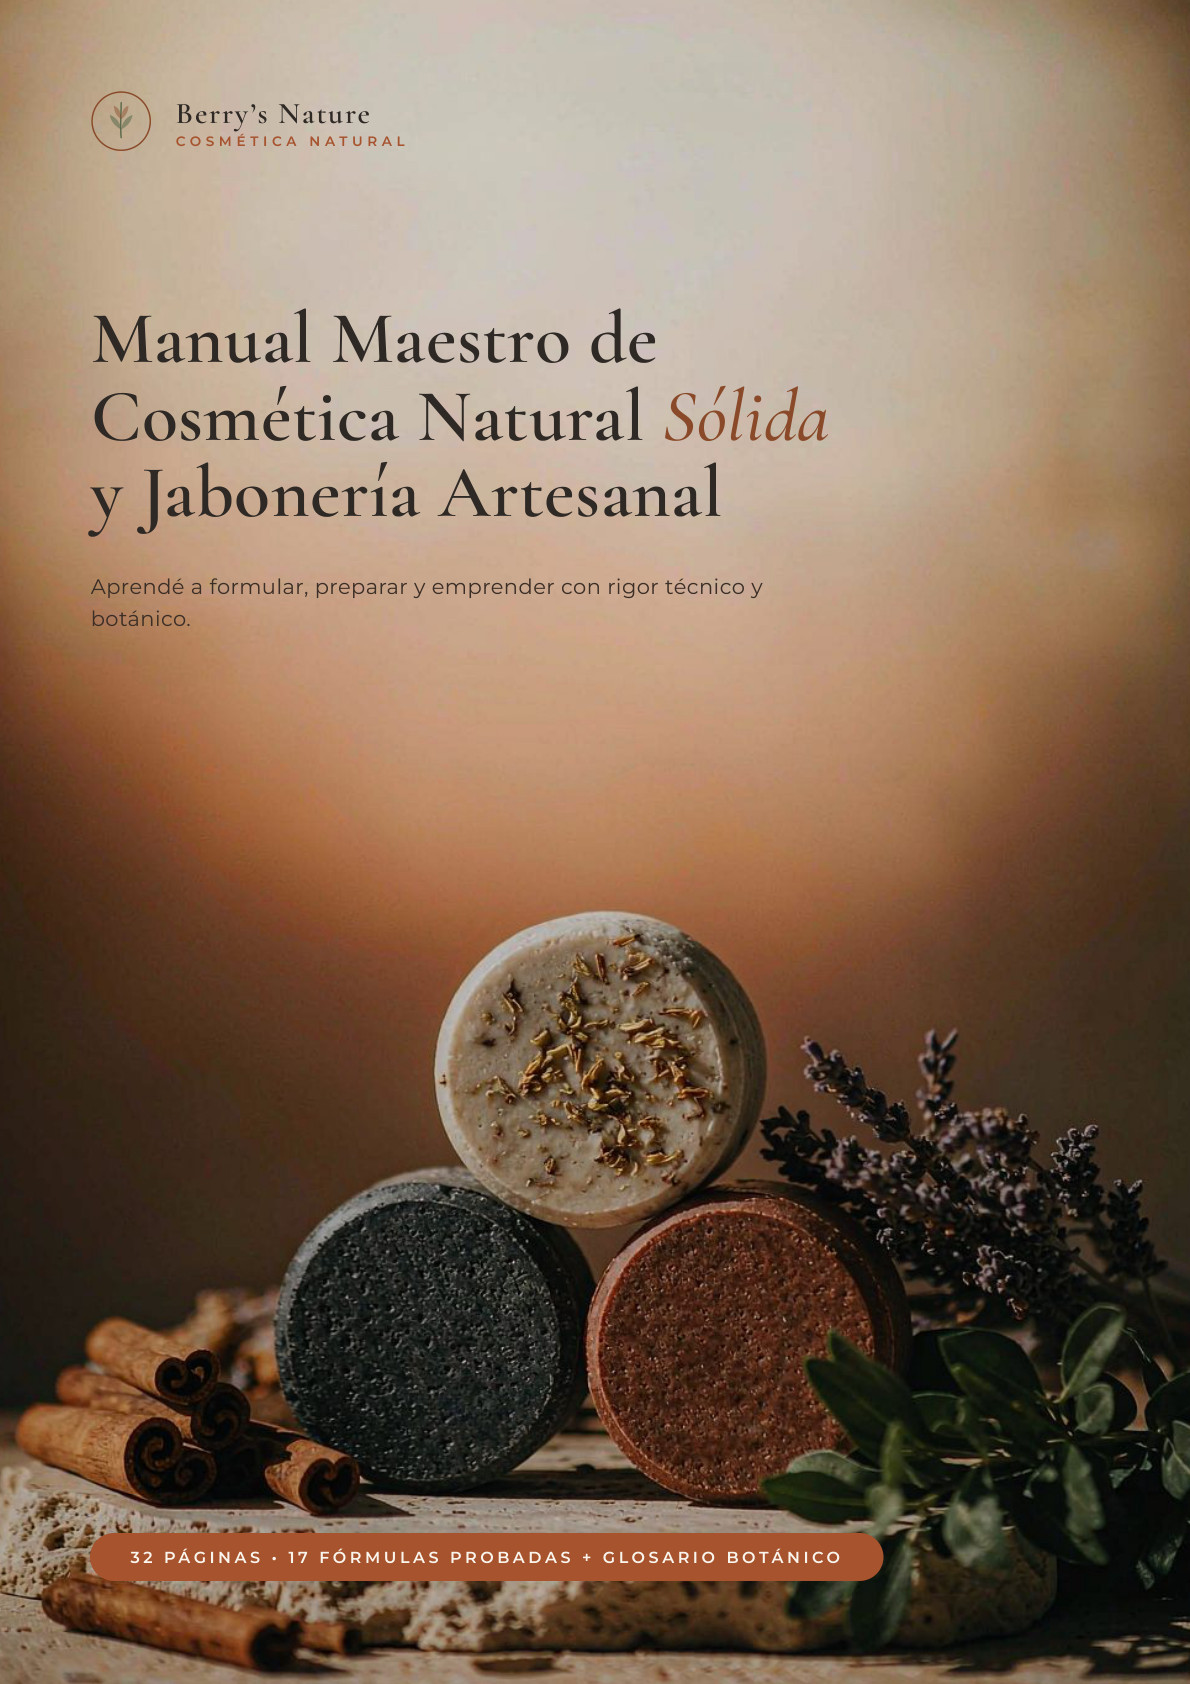 Berry’s Nature
COSMÉTICA NATURAL
Manual Maestro de
Cosmética Natural Sólida
y Jabonería Artesanal
Aprendé a formular, preparar y emprender con rigor técnico y
botánico.
32 PÁGINAS • 17 FÓRMULAS PROBADAS + GLOSARIO BOTÁNICO